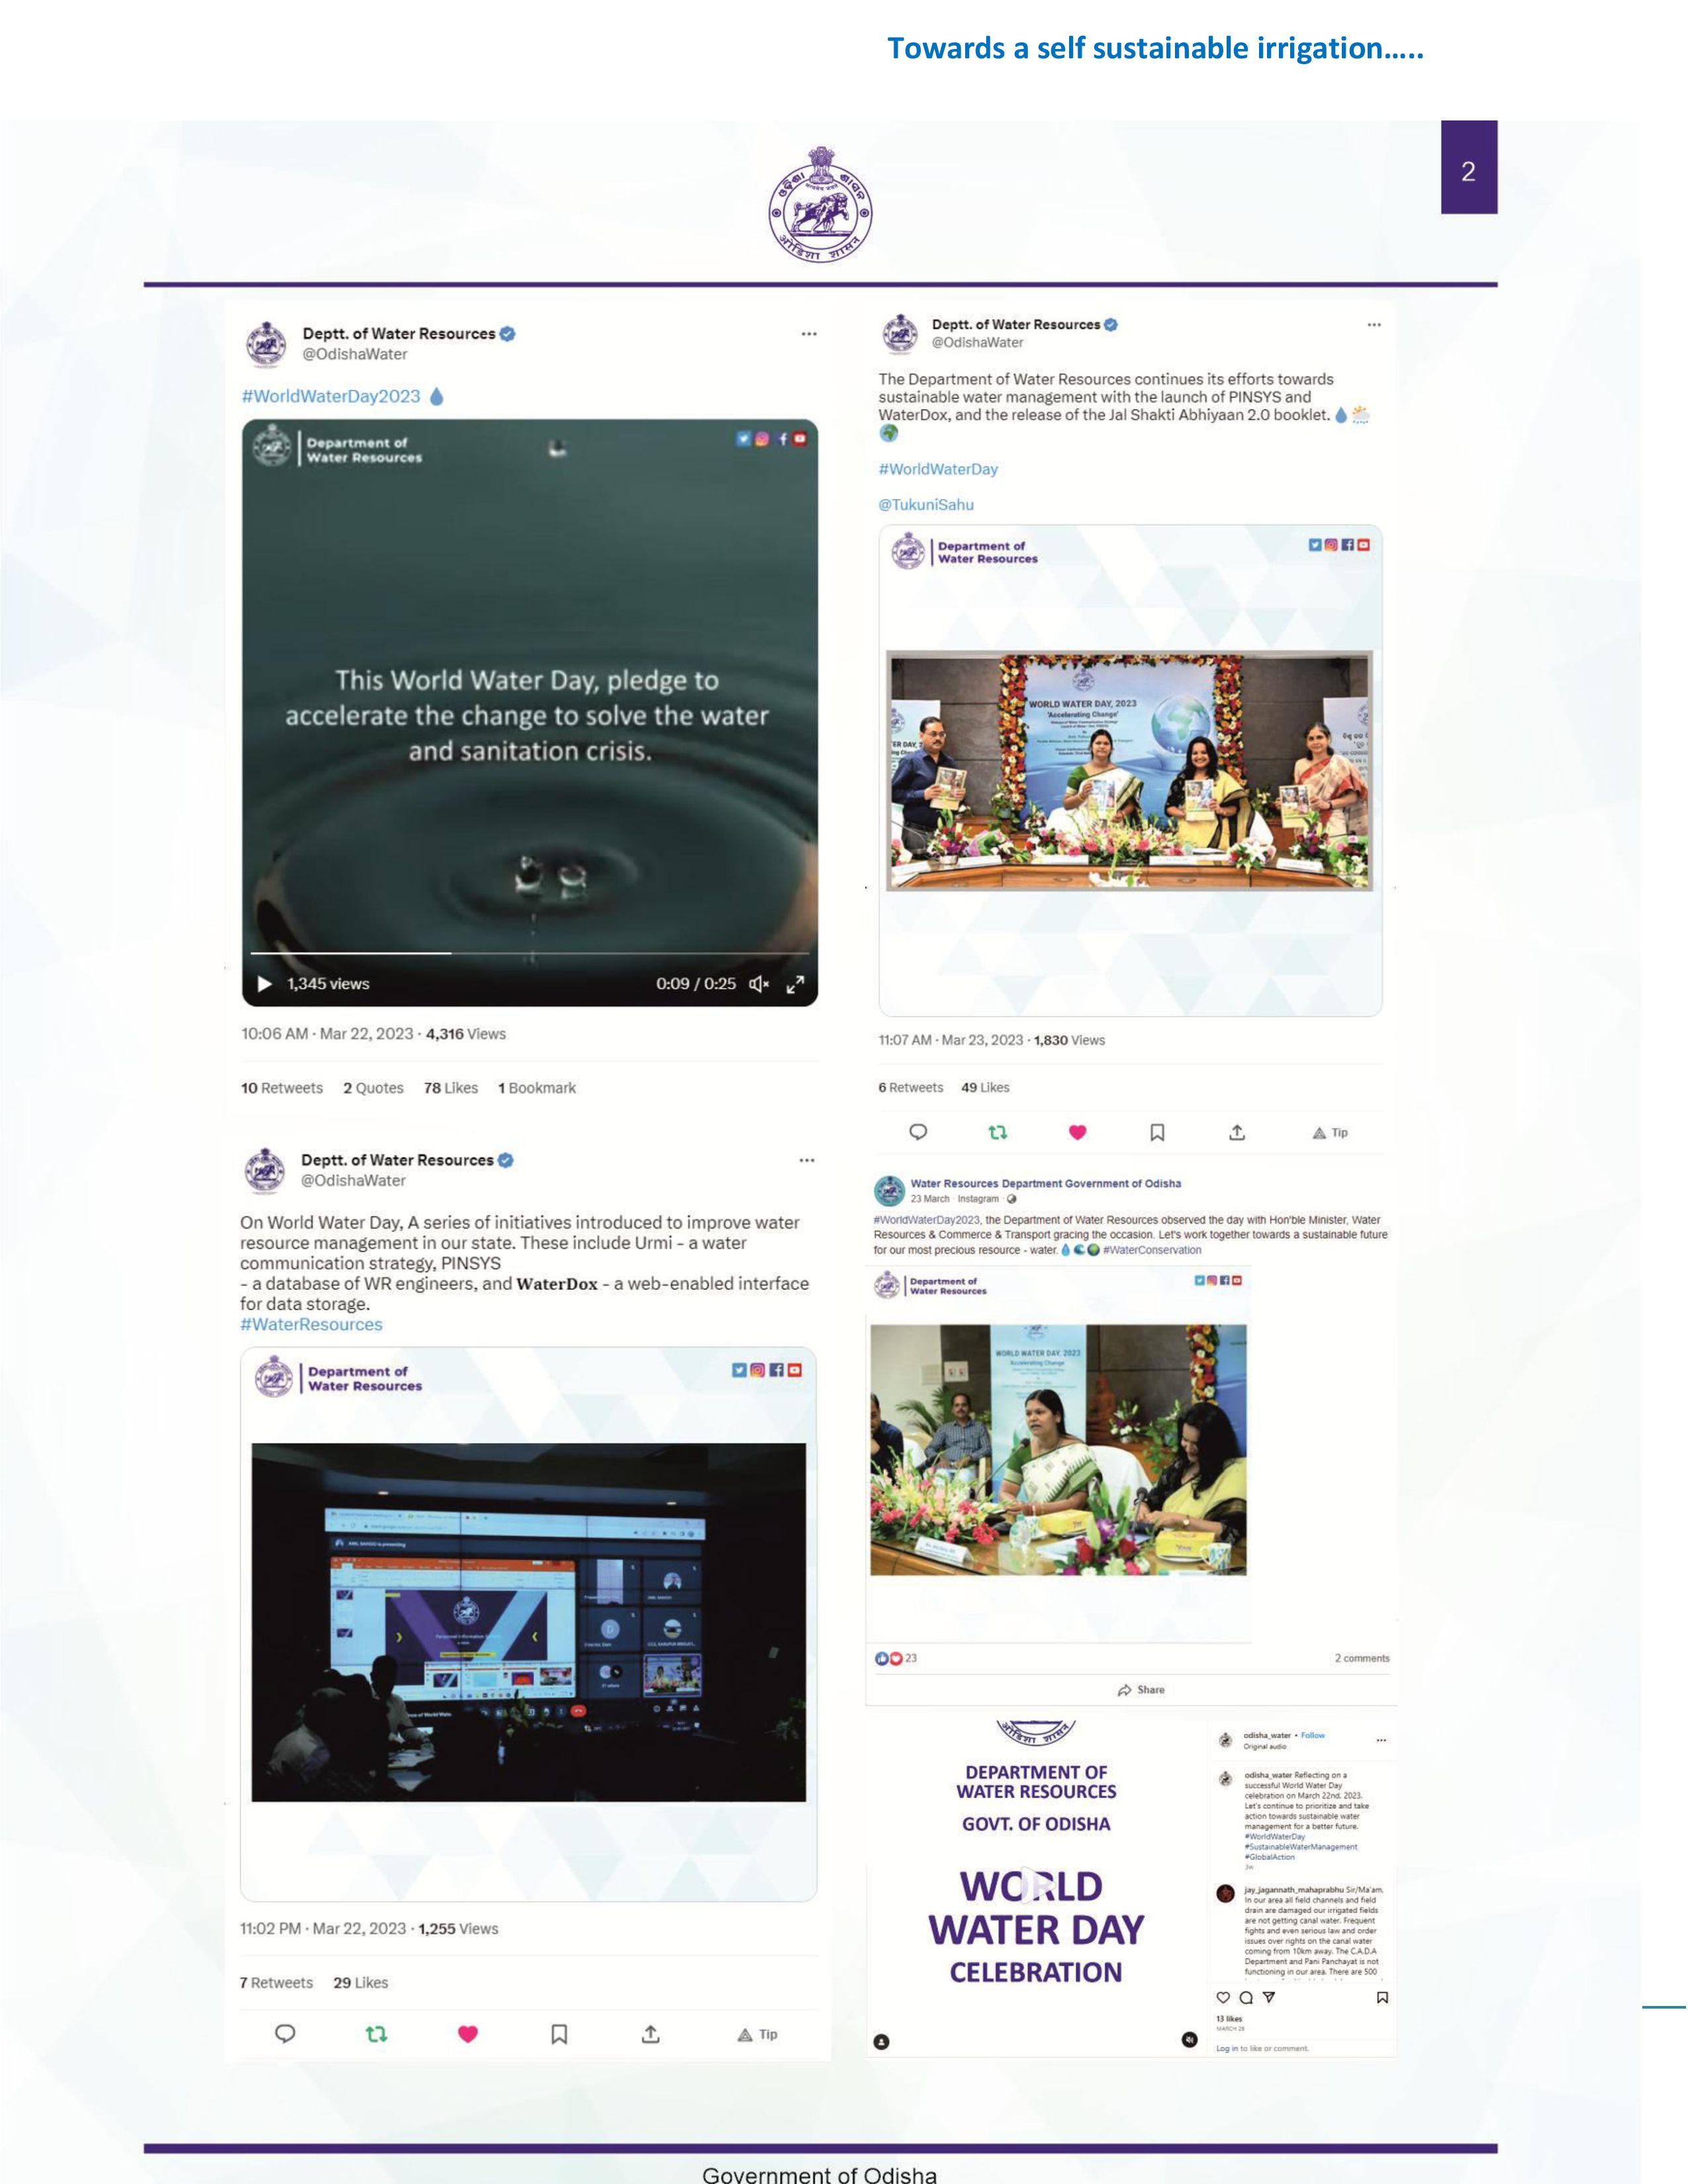 Towards a self sustainable irrigation.....
2
ଓଡ଼ିଶା ଶାସନ
ओडिशा शासन
Deptt. of Water Resources
@OdishaWater
#WorldWaterDay2023
Department of
Water Resources
This World Water Day, pledge to
accelerate the change to solve the water
and sanitation crisis.
1,345 views
0:09 / 0:25
10:06 AM · Mar 22, 2023 · 4,316 Views
10 Retweets 2 Quotes 78 Likes 1 Bookmark
Deptt. of Water Resources
@OdishaWater
On World Water Day, A series of initiatives introduced to improve water
resource management in our state. These include Urmi - a water
communication strategy, PINSYS
- a database of WR engineers, and WaterDox - a web-enabled interface
for data storage.
#WaterResources
Department of
Water Resources
11:02 PM · Mar 22, 2023 · 1,255 Views
7 Retweets 29 Likes
Tip
Deptt. of Water Resources
@OdishaWater
The Department of Water Resources continues its efforts towards
sustainable water management with the launch of PINSYS and
WaterDox, and the release of the Jal Shakti Abhiyaan 2.0 booklet.
#WorldWaterDay
@TukuniSahu
Department of
Water Resources
WORLD WATER DAY, 2023
'Accelerating Change'
11:07 AM · Mar 23, 2023 · 1,830 Views
6 Retweets 49 Likes
Tip
Water Resources Department Government of Odisha
23 March · Instagram ·
#WorldWaterDay2023, the Department of Water Resources observed the day with Hon'ble Minister, Water
Resources & Commerce & Transport gracing the occasion. Let's work together towards a sustainable future
for our most precious resource - water. #WaterConservation
Department of
Water Resources
WORLD WATER DAY, 2023
Accelerating Change
23
2 comments
Share
ओडिशा शासन
DEPARTMENT OF
WATER RESOURCES
GOVT. OF ODISHA
WORLD
WATER DAY
CELEBRATION
odisha_water • Follow
Original audio
odisha_water Reflecting on a
successful World Water Day
celebration on March 22nd, 2023.
Let's continue to prioritize and take
action towards sustainable water
management for a better future.
#WorldWaterDay
#SustainableWaterManagement
#GlobalAction
jay_jagannath_mahaprabhu Sir/Ma'am,
In our area all field channels and field
drain are damaged our irrigated fields
are not getting canal water. Frequent
fights and even serious law and order
issues over rights on the canal water
coming from 10km away. The C.A.D.A
Department and Pani Panchayat is not
functioning in our area. There are 500
13 likes
MARCH 28
Log in to like or comment.
Government of Odisha